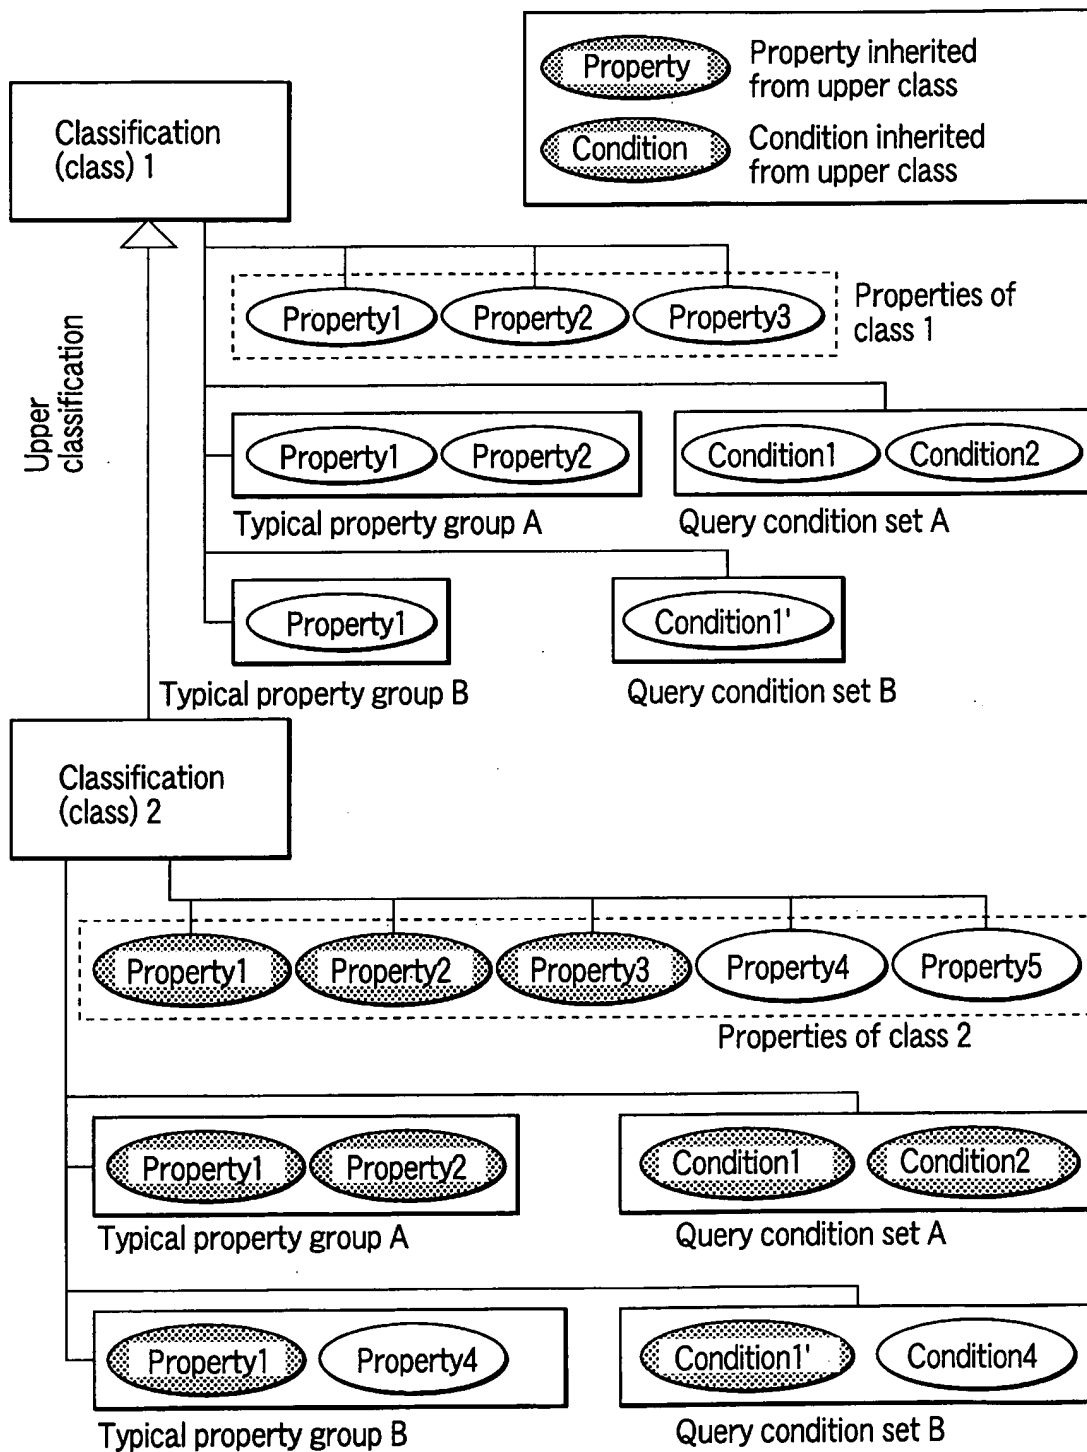 Property
Property inherited
from upper class
Condition
Condition inherited
from upper class
Classification
(class) 1
Upper
classification
Property1
Property2
Property3
Properties of
class 1
Property1
Property2
Condition1
Condition2
Typical property group A
Query condition set A
Property1
Condition1'
Typical property group B
Query condition set B
Classification
(class) 2
Property1
Property2
Property3
Property4
Property5
Properties of class 2
Property1
Property2
Condition1
Condition2
Typical property group A
Query condition set A
Property1
Property4
Condition1'
Condition4
Typical property group B
Query condition set B